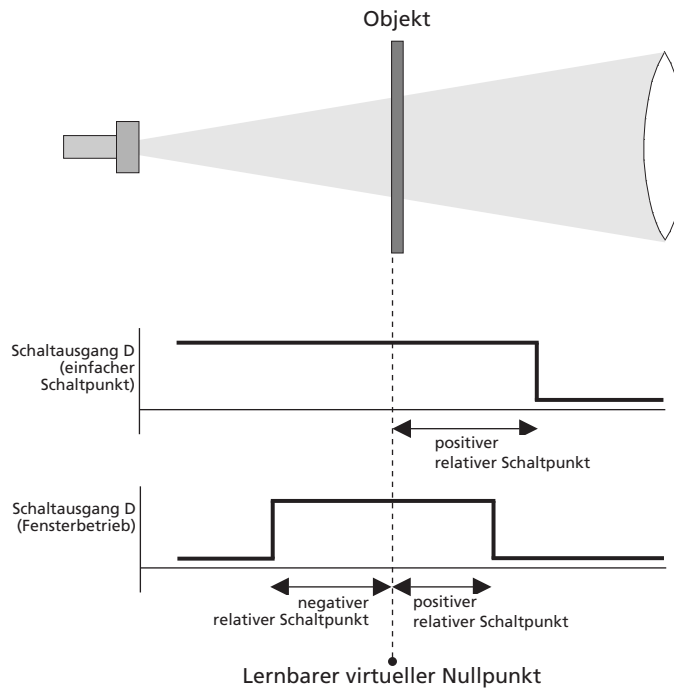 Objekt
Schaltausgang D
(einfacher
Schaltpunkt)
positiver
relativer Schaltpunkt
Schaltausgang D
(Fensterbetrieb)
negativer
relativer Schaltpunkt
positiver
relativer Schaltpunkt
Lernbarer virtueller Nullpunkt